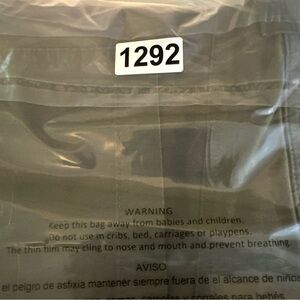 1292
WARNING
Keep this bag away from babies and children.
Do not use in cribs, bed, carriages or playpens.
The thin film may cling to nose and mouth and prevent breathing
AVISO
el peligro de asfixia mantener siempre fuera de el alcance de niños